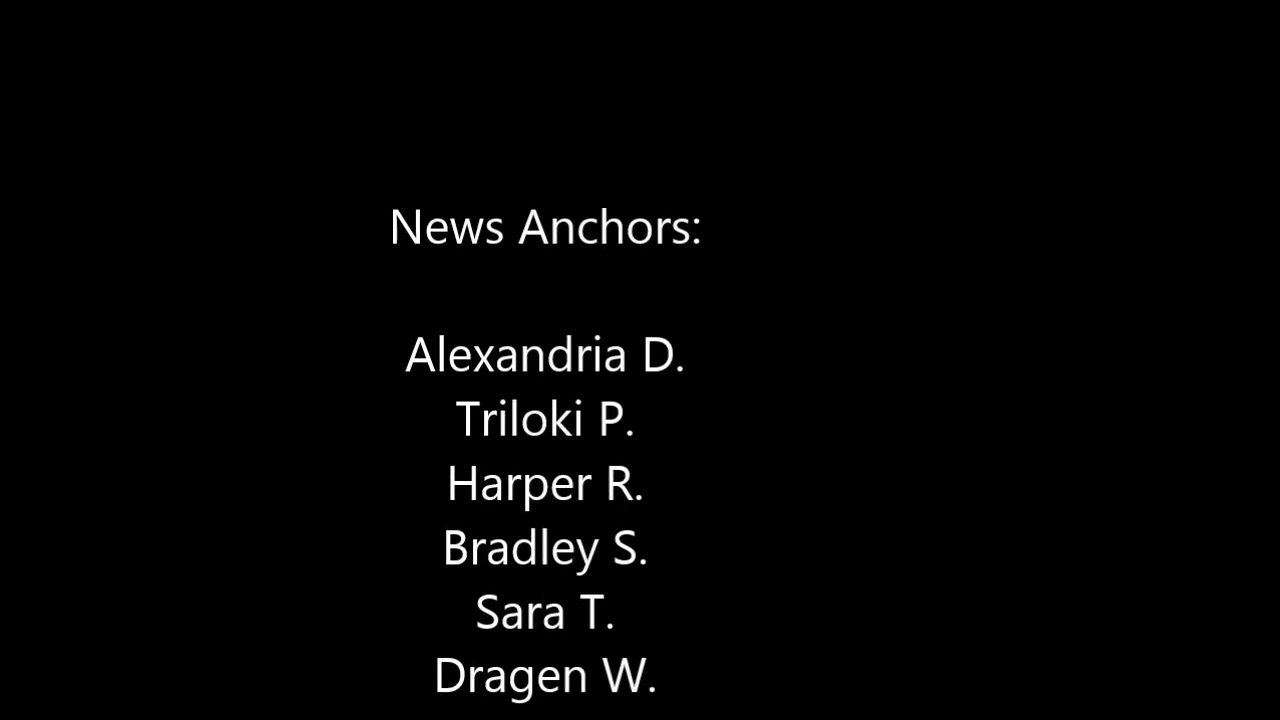 News Anchors:
Alexandria D.
Triloki P.
Harper R.
Bradley S.
Sara T.
Dragen W.